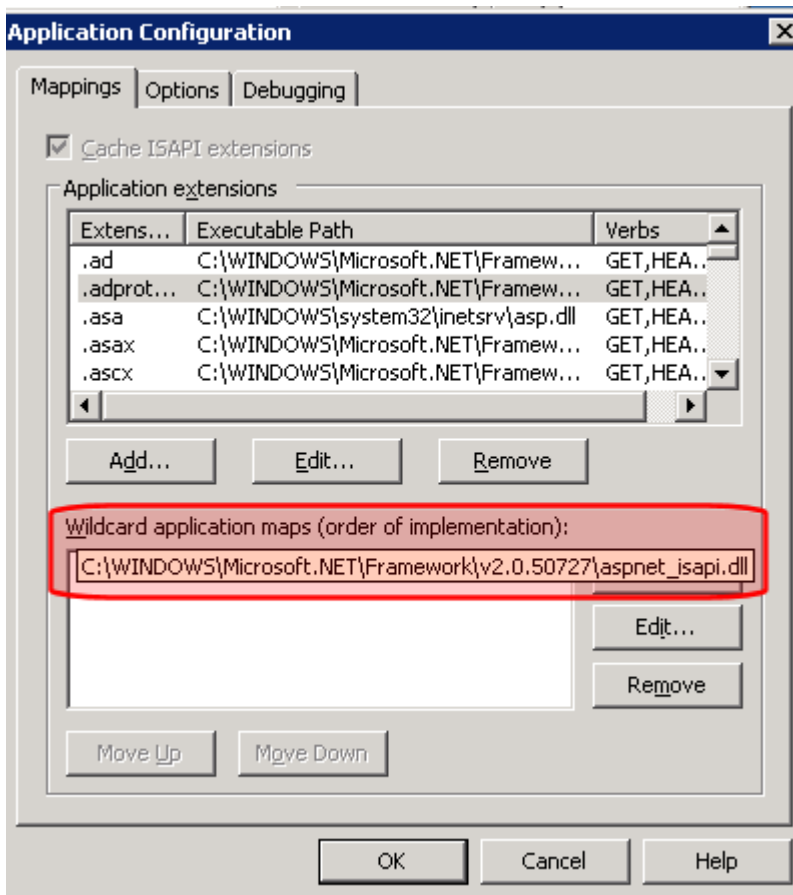 Application Configuration
Mappings Options Debugging
Cache ISAPI extensions
Application extensions
Extens... Executable Path Verbs
.ad C:\WINDOWS\Microsoft.NET\Framew... GET,HEA..
.adprot... C:\WINDOWS\Microsoft.NET\Framew... GET,HEA..
.asa C:\WINDOWS\system32\inetsrv\asp.dll GET,HEA..
.asax C:\WINDOWS\Microsoft.NET\Framew... GET,HEA..
.ascx C:\WINDOWS\Microsoft.NET\Framew... GET,HEA..
Add... Edit... Remove
Wildcard application maps (order of implementation):
C:\WINDOWS\Microsoft.NET\Framework\v2.0.50727\aspnet_isapi.dll
Edit...
Remove
Move Up Move Down
OK Cancel Help